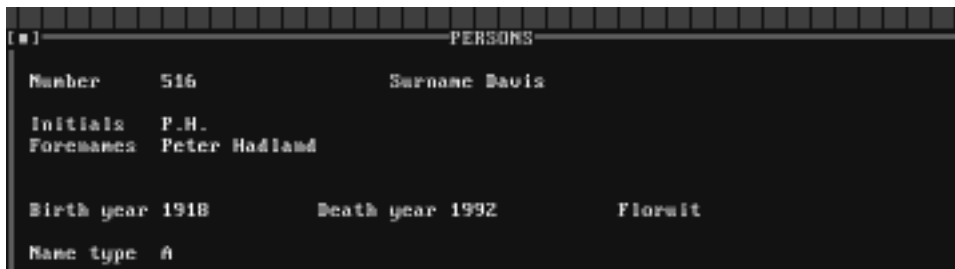 [■] PERSONS
Number 516 Surname Davis
Initials P.H.
Forenames Peter Hadland
Birth year 1918 Death year 1992 Floruit
Name type A